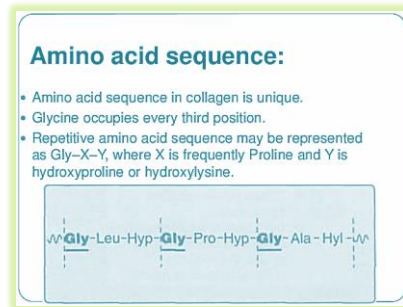 Amino acid sequence:
• Amino acid sequence in collagen is unique.
• Glycine occupies every third position.
• Repetitive amino acid sequence may be represented
as Gly–X–Y, where X is frequently Proline and Y is
hydroxyproline or hydroxylysine.
Gly-Leu-Hyp-Gly-Pro-Hyp-Gly-Ala-Hyl-